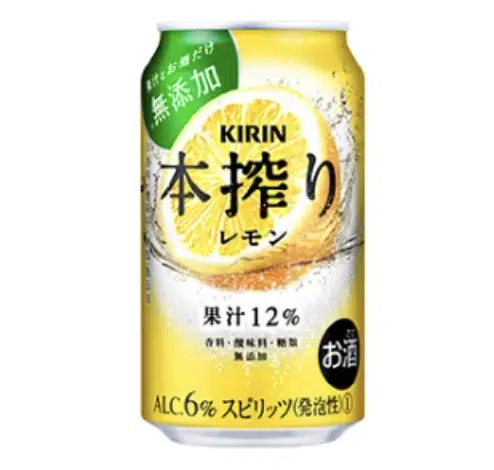 果汁とお酒だけ
無添加
KIRIN
本搾り
レモン
果汁12%
香料・酸味料・糖類
無添加
お酒
ALC.6% スピリッツ(発泡性)①